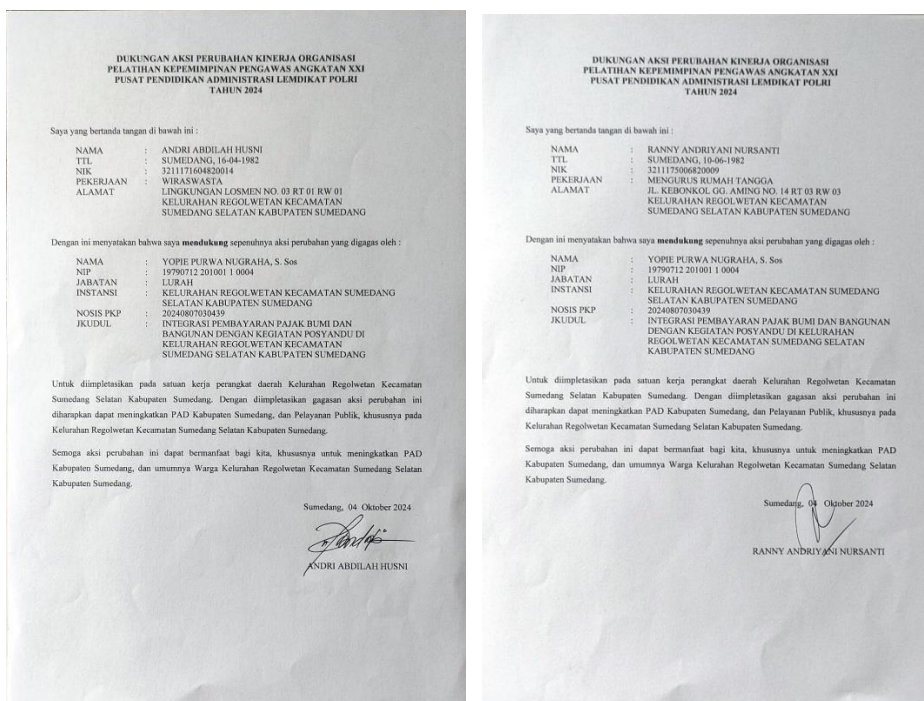 DUKUNGAN AKSI PERUBAHAN KINERJA ORGANISASI
PELATIHAN KEPEMIMPINAN PENGAWAS ANGKATAN XXI
PUSAT PENDIDIKAN ADMINISTRASI LEMDIKAT POLRI
TAHUN 2024
Saya yang bertanda tangan di bawah ini :
NAMA : ANDRI ABDILAH HUSNI
TTL : SUMEDANG, 16-04-1982
NIK : 3211171604820014
PEKERJAAN : WIRASWASTA
ALAMAT : LINGKUNGAN LOSMEN NO. 03 RT 01 RW 01
KELURAHAN REGOLWETAN KECAMATAN
SUMEDANG SELATAN KABUPATEN SUMEDANG
Dengan ini menyatakan bahwa saya mendukung sepenuhnya aksi perubahan yang digagas oleh :
NAMA : YOPIE PURWA NUGRAHA, S. Sos
NIP : 19790712 201001 1 0004
JABATAN : LURAH
INSTANSI : KELURAHAN REGOLWETAN KECAMATAN SUMEDANG
SELATAN KABUPATEN SUMEDANG
NOSIS PKP : 20240807030439
JKUDUL : INTEGRASI PEMBAYARAN PAJAK BUMI DAN
BANGUNAN DENGAN KEGIATAN POSYANDU DI
KELURAHAN REGOLWETAN KECAMATAN
SUMEDANG SELATAN KABUPATEN SUMEDANG
Untuk diimpletasikan pada satuan kerja perangkat daerah Kelurahan Regolwetan Kecamatan
Sumedang Selatan Kabupaten Sumedang. Dengan diimpletasikan gagasan aksi perubahan ini
diharapkan dapat meningkatkan PAD Kabupaten Sumedang, dan Pelayanan Publik, khususnya pada
Kelurahan Regolwetan Kecamatan Sumedang Selatan Kabupaten Sumedang.
Semoga aksi perubahan ini dapat bermanfaat bagi kita, khususnya untuk meningkatkan PAD
Kabupaten Sumedang, dan umumnya Warga Kelurahan Regolwetan Kecamatan Sumedang Selatan
Kabupaten Sumedang.
Sumedang, 04 Oktober 2024
ANDRI ABDILAH HUSNI
DUKUNGAN AKSI PERUBAHAN KINERJA ORGANISASI
PELATIHAN KEPEMIMPINAN PENGAWAS ANGKATAN XXI
PUSAT PENDIDIKAN ADMINISTRASI LEMDIKAT POLRI
TAHUN 2024
Saya yang bertanda tangan di bawah ini :
NAMA : RANNY ANDRIYANI NURSANTI
TTL : SUMEDANG, 10-06-1982
NIK : 3211175006820009
PEKERJAAN : MENGURUS RUMAH TANGGA
ALAMAT : JL. KEBONKOL GG. AMING NO. 14 RT 03 RW 03
KELURAHAN REGOLWETAN KECAMATAN
SUMEDANG SELATAN KABUPATEN SUMEDANG
Dengan ini menyatakan bahwa saya mendukung sepenuhnya aksi perubahan yang digagas oleh :
NAMA : YOPIE PURWA NUGRAHA, S. Sos
NIP : 19790712 201001 1 0004
JABATAN : LURAH
INSTANSI : KELURAHAN REGOLWETAN KECAMATAN SUMEDANG
SELATAN KABUPATEN SUMEDANG
NOSIS PKP : 20240807030439
JKUDUL : INTEGRASI PEMBAYARAN PAJAK BUMI DAN BANGUNAN
DENGAN KEGIATAN POSYANDU DI KELURAHAN
REGOLWETAN KECAMATAN SUMEDANG SELATAN
KABUPATEN SUMEDANG
Untuk diimpletasikan pada satuan kerja perangkat daerah Kelurahan Regolwetan Kecamatan
Sumedang Selatan Kabupaten Sumedang. Dengan diimpletasikan gagasan aksi perubahan ini
diharapkan dapat meningkatkan PAD Kabupaten Sumedang, dan Pelayanan Publik, khususnya pada
Kelurahan Regolwetan Kecamatan Sumedang Selatan Kabupaten Sumedang.
Semoga aksi perubahan ini dapat bermanfaat bagi kita, khususnya untuk meningkatkan PAD
Kabupaten Sumedang, dan umumnya Warga Kelurahan Regolwetan Kecamatan Sumedang Selatan
Kabupaten Sumedang.
Sumedang, 04 Oktober 2024
RANNY ANDRIYANI NURSANTI